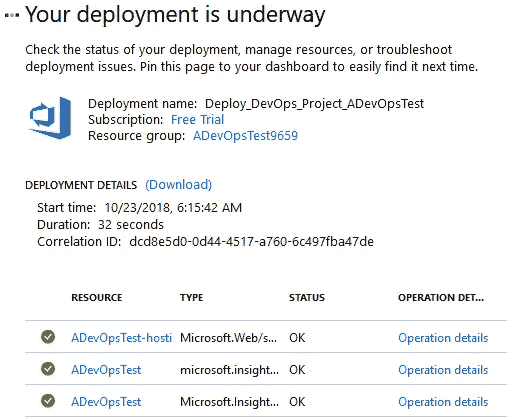 Your deployment is underway
Check the status of your deployment, manage resources, or troubleshoot
deployment issues. Pin this page to your dashboard to easily find it next time.
Deployment name: Deploy_DevOps_Project_ADevOpsTest
Subscription: Free Trial
Resource group: ADevOpsTest9659
DEPLOYMENT DETAILS (Download)
Start time: 10/23/2018, 6:15:42 AM
Duration: 32 seconds
Correlation ID: dcd8e5d0-0d44-4517-a760-6c497fba47de
RESOURCE TYPE STATUS OPERATION DET...
ADevOpsTest-hosti Microsoft.Web/s... OK Operation details
ADevOpsTest microsoft.insight... OK Operation details
ADevOpsTest Microsoft.Insight... OK Operation details